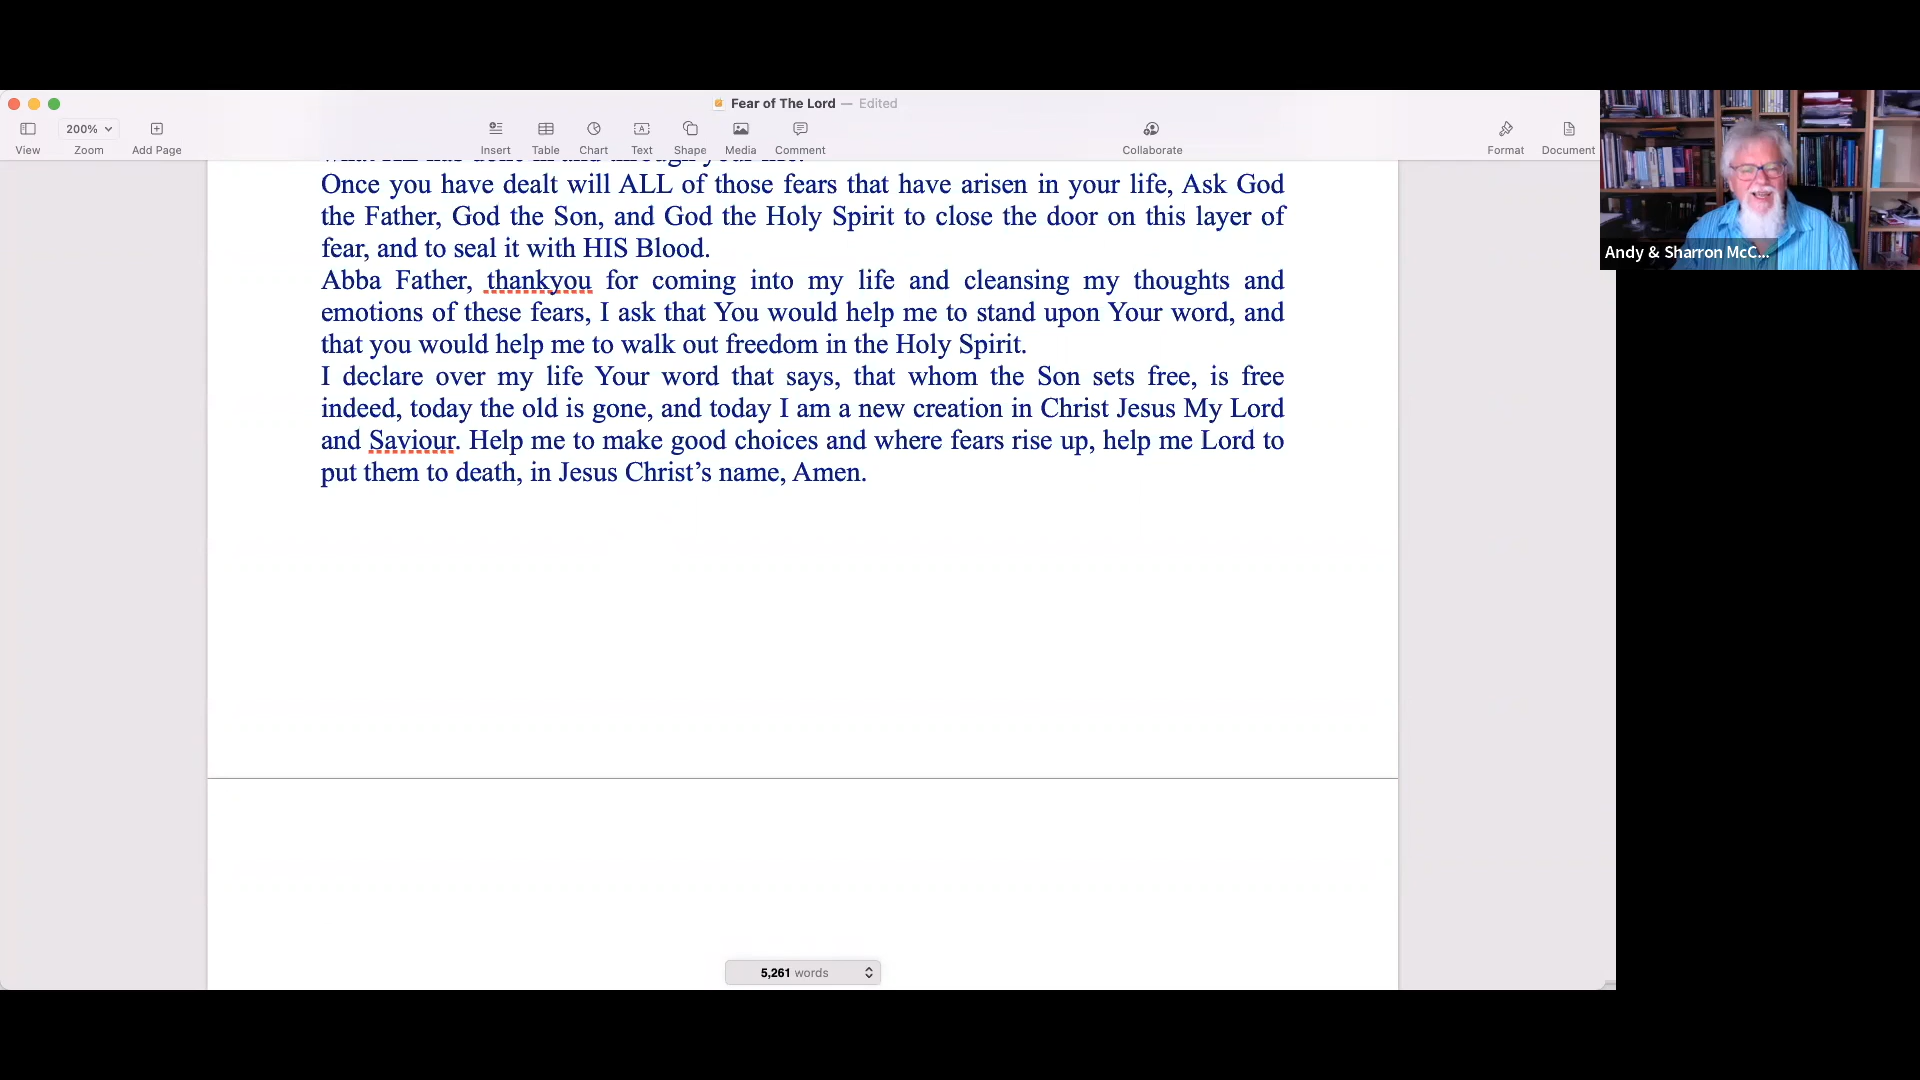 Fear of The Lord — Edited
200%
View Zoom Add Page Insert Table Chart Text Shape Media Comment Collaborate Format Document
Once you have dealt will ALL of those fears that have arisen in your life, Ask God
the Father, God the Son, and God the Holy Spirit to close the door on this layer of
fear, and to seal it with HIS Blood.
Abba Father, thankyou for coming into my life and cleansing my thoughts and
emotions of these fears, I ask that You would help me to stand upon Your word, and
that you would help me to walk out freedom in the Holy Spirit.
I declare over my life Your word that says, that whom the Son sets free, is free
indeed, today the old is gone, and today I am a new creation in Christ Jesus My Lord
and Saviour. Help me to make good choices and where fears rise up, help me Lord to
put them to death, in Jesus Christ’s name, Amen.
5,261 words
Andy & Sharron McC...